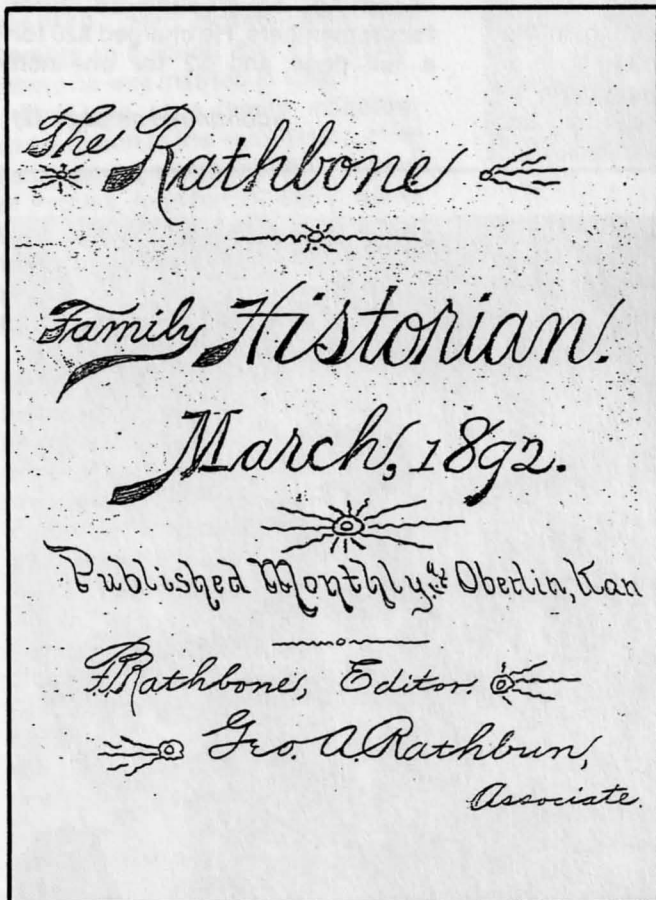 The Rathbone
Family Historian.
March, 1892.
Published Monthly at Oberlin, Kan
F. Rathbone, Editor.
Geo. A. Rathbun,
Associate.